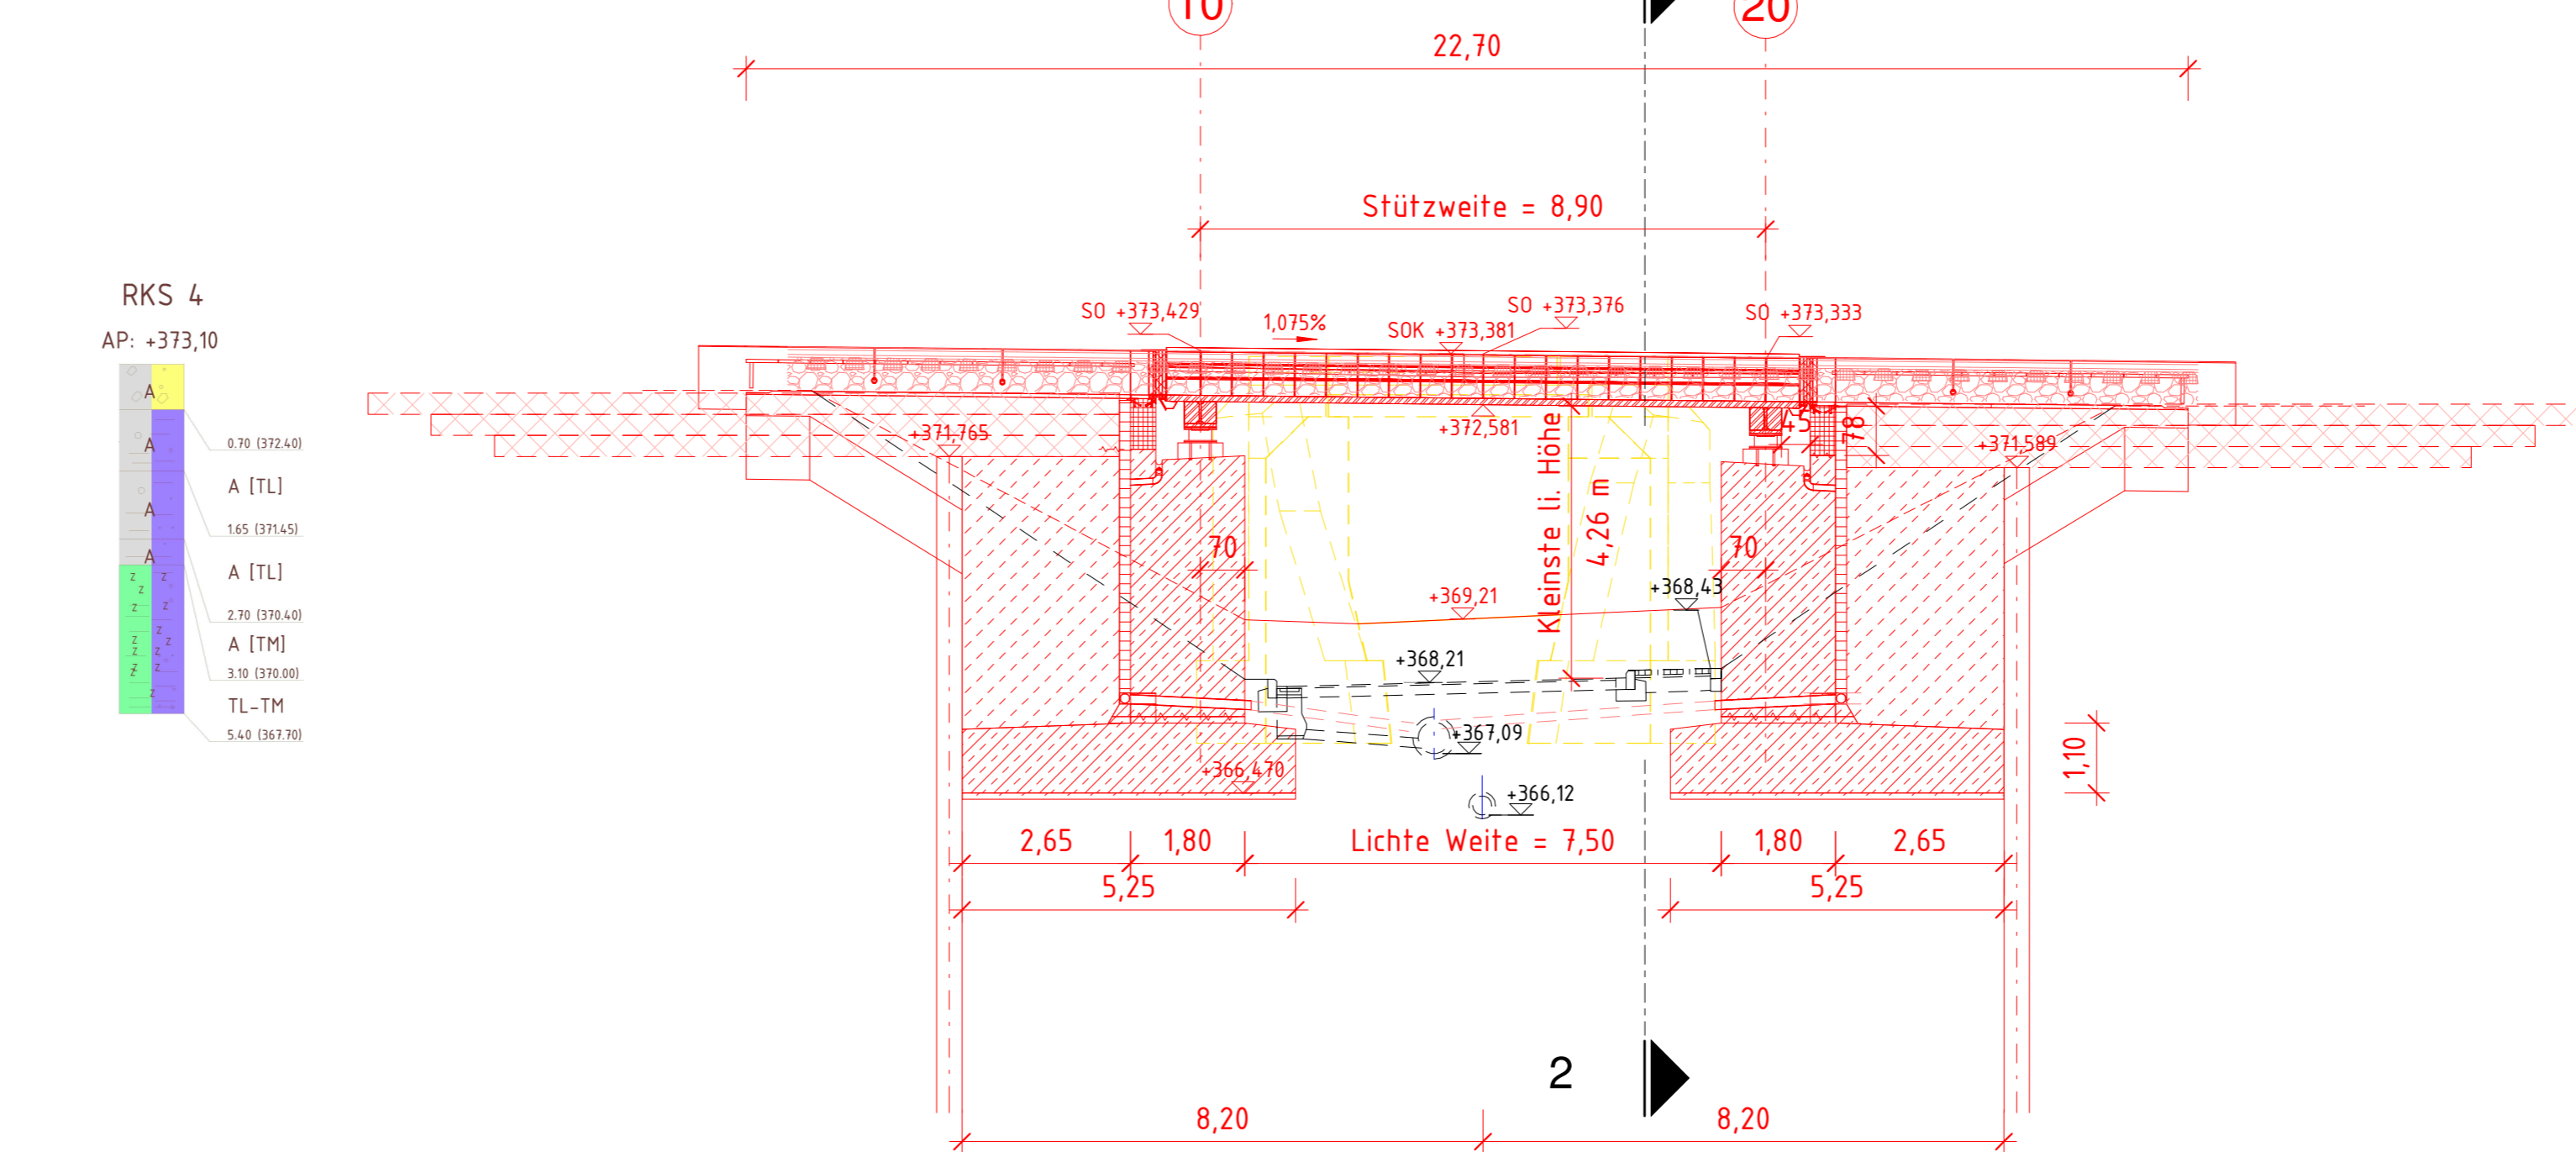 10
20
22,70
Stützweite = 8,90
RKS 4
AP: +373,10
SO +373,429
1,075%
SOK +373,381
SO +373,376
SO +373,333
A
0.70 (372.40)
A
A [TL]
1.65 (371.45)
A
A [TL]
2.70 (370.40)
A
A [TM]
3.10 (370.00)
TL-TM
5.40 (367.70)
+371,765
+372,581
45
78
+371,589
Kleinste li. Höhe
4,26 m
70
70
+369,21
+368,43
+368,21
+367,09
+366,470
+366,12
1,10
2,65
1,80
Lichte Weite = 7,50
1,80
2,65
5,25
5,25
2
8,20
8,20